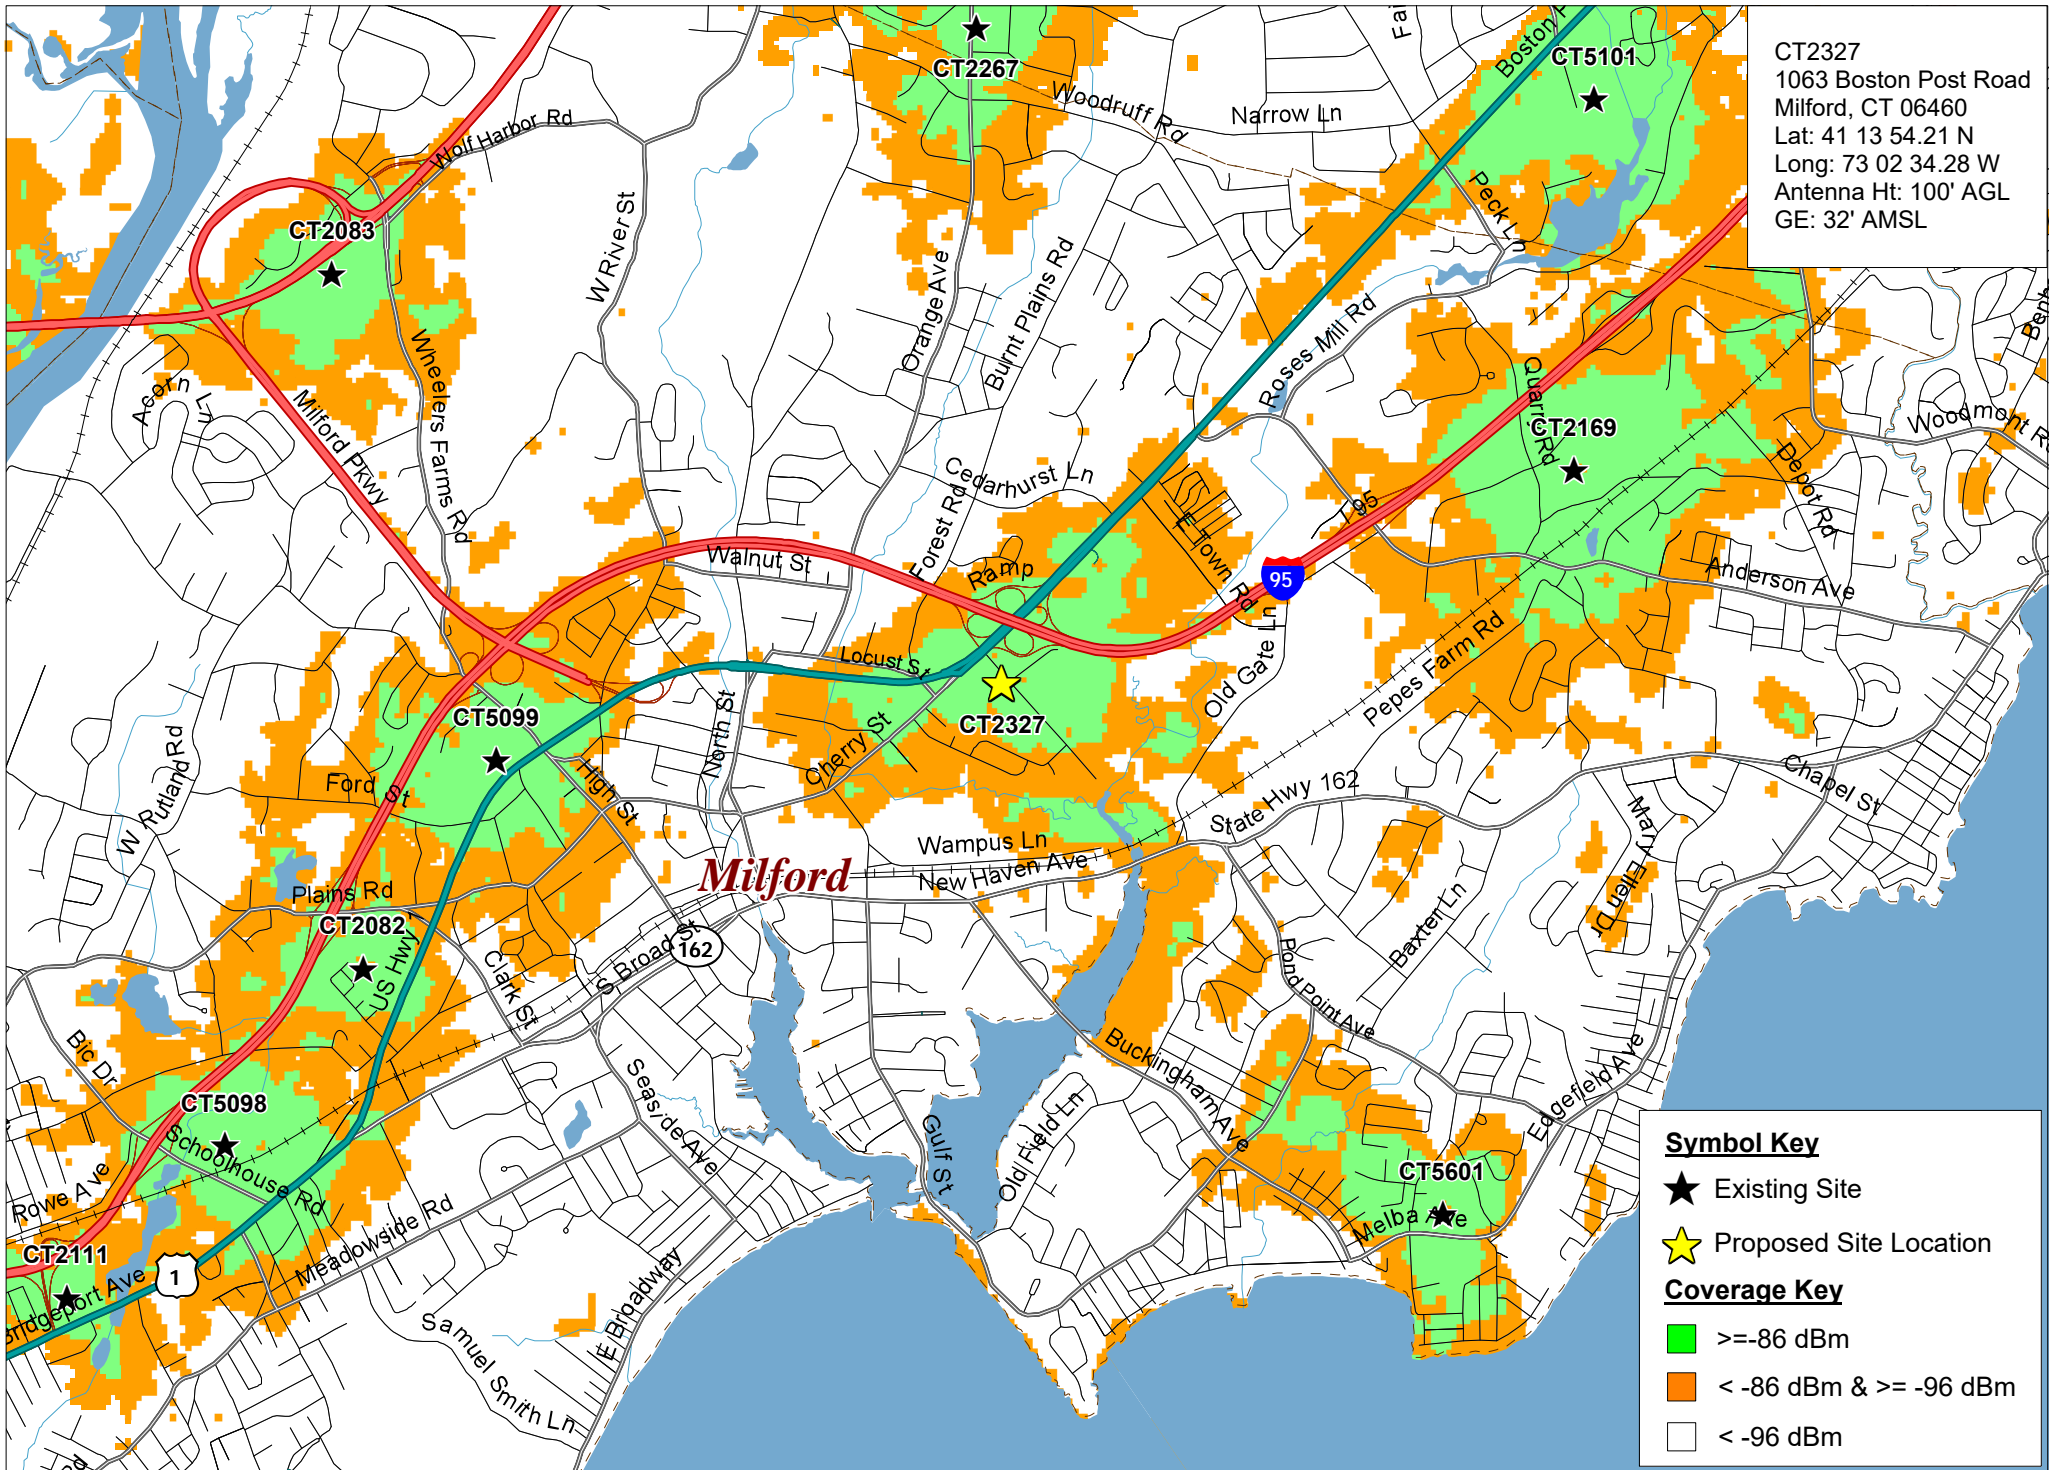 CT2327
1063 Boston Post Road
Milford, CT 06460
Lat: 41 13 54.21 N
Long: 73 02 34.28 W
Antenna Ht: 100' AGL
GE: 32' AMSL
CT2267
CT5101
Woodruff Rd
Narrow Ln
Wolf Harbor Rd
Peck Ln
CT2083
W River St
Orange Ave
Burnt Plains Rd
Roses Mill Rd
Acorn Ln
Milford Pkwy
Wheelers Farms Rd
Quarry Rd
CT2169
Woodmont
Depot Rd
Cedarhurst Ln
Forest Rd
I 95
E Town Rd
Walnut St
Ramp
95
Anderson Ave
Old Gate Ln
Pepes Farm Rd
Locust St
CT5099
North St
CT2327
Cherry St
W Rutland Rd
Ford St
High St
State Hwy 162
Chapel St
Mary Ellen Dr
Wampus Ln
New Haven Ave
Milford
Plains Rd
CT2082
US Hwy 1
Clark St
S Broad St
162
Baxter Ln
Pond Point Ave
Bic Dr
Buckingham Ave
Edgefield Ave
CT5098
Schoolhouse Rd
Seaside Ave
Gulf St
Old Field Ln
CT5601
Melba Ave
Rowe Ave
CT2111
Bridgeport Ave
1
Meadowside Rd
Samuel Smith Ln
E Broadway
Symbol Key
Existing Site
Proposed Site Location
Coverage Key
>=-86 dBm
< -86 dBm & >= -96 dBm
< -96 dBm